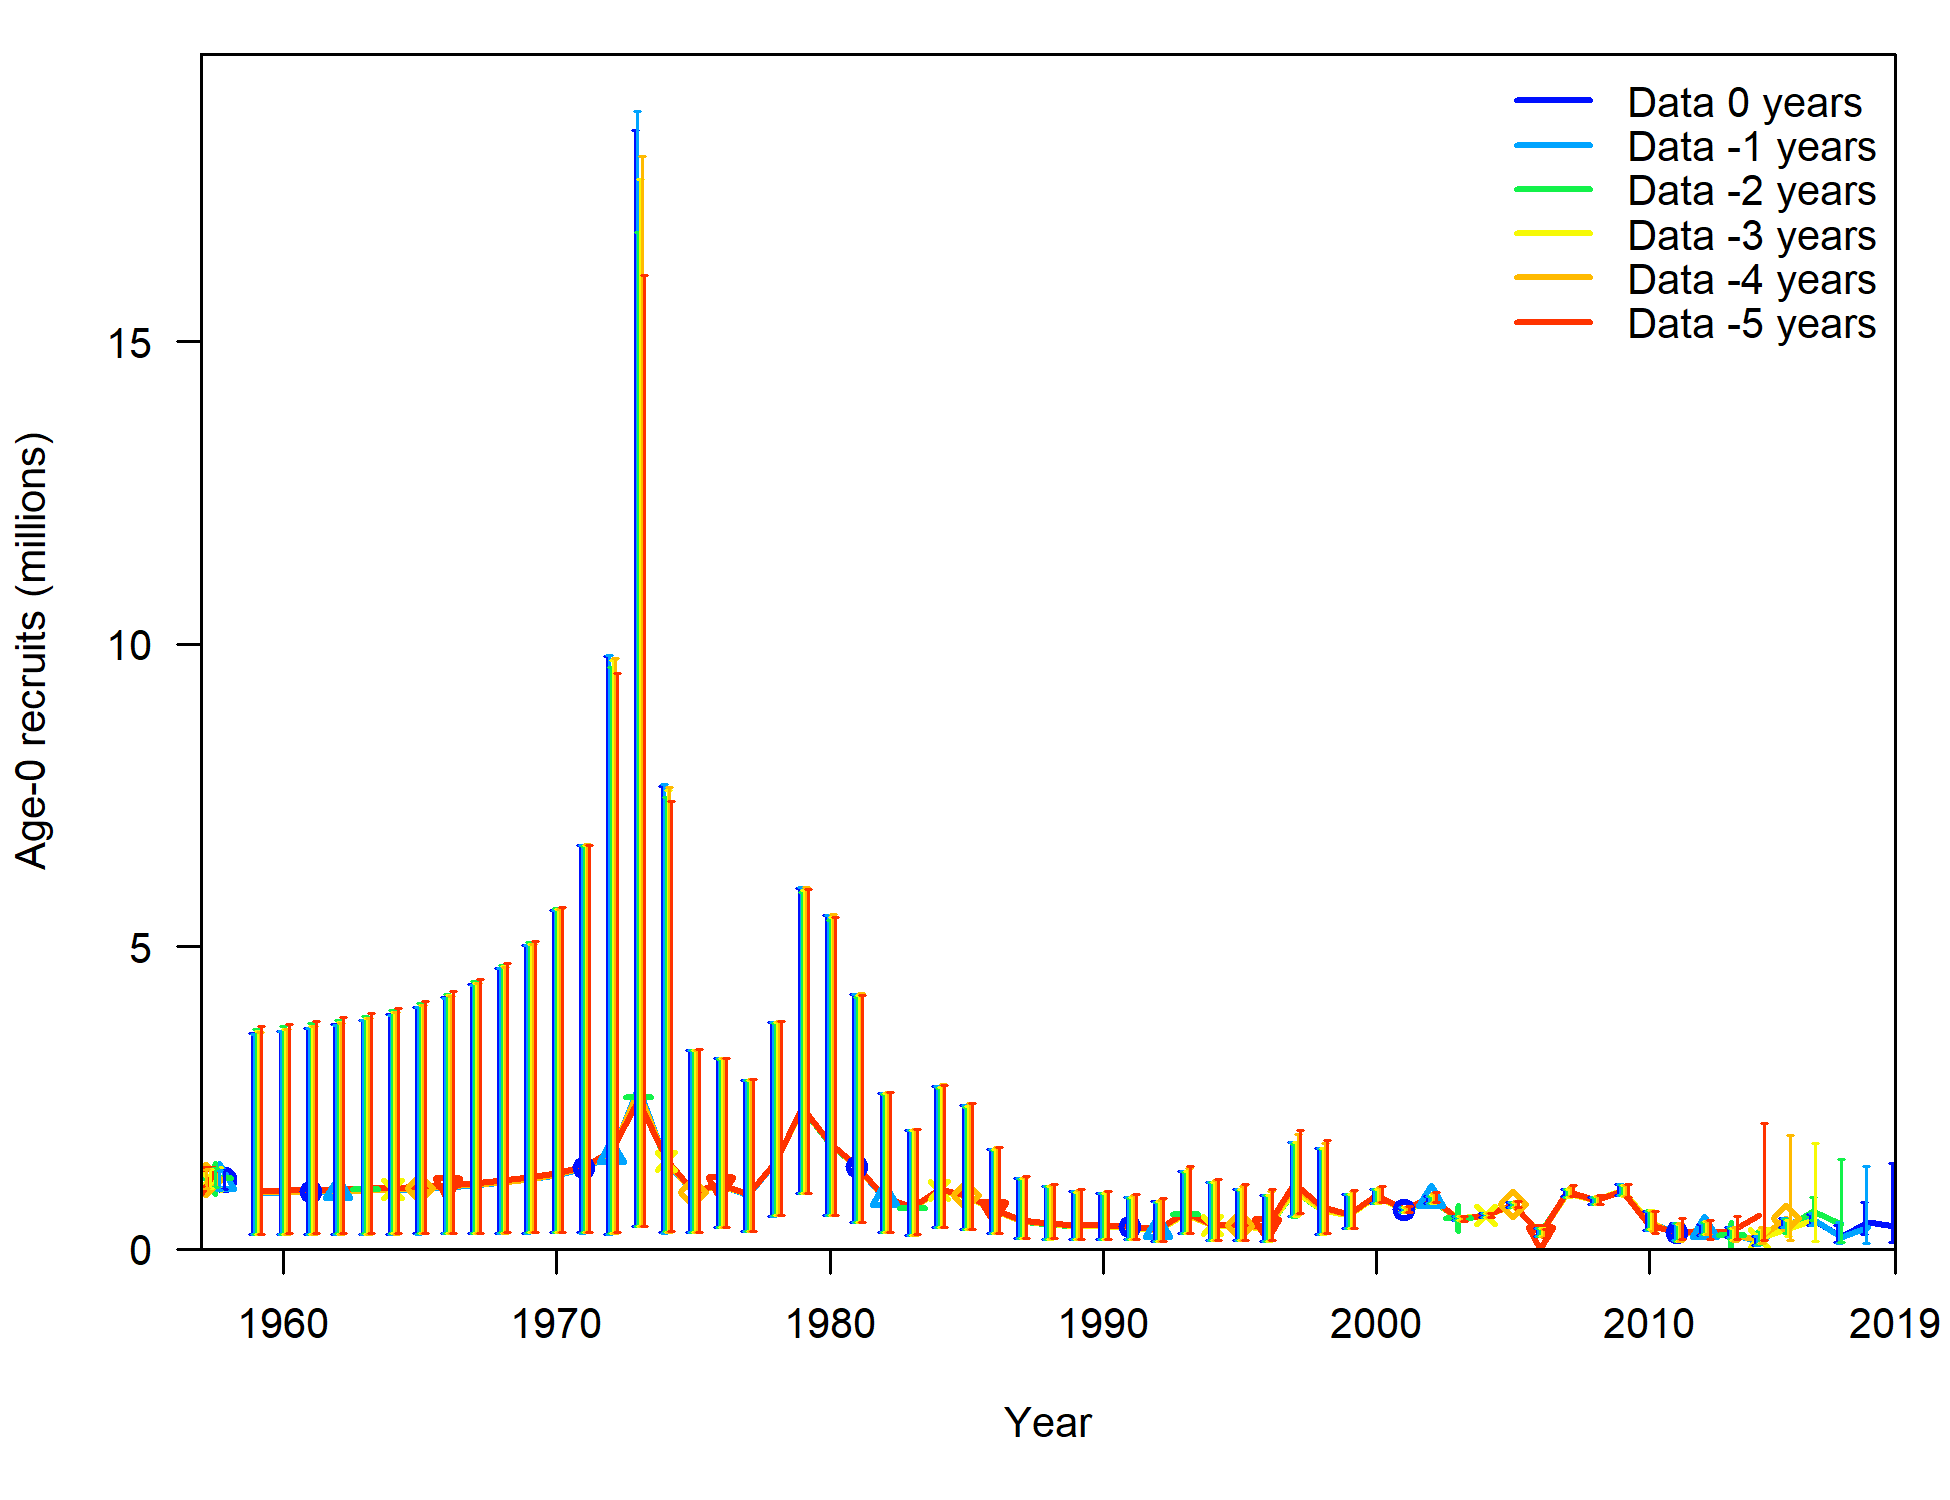 Data 0 years
Data -1 years
Data -2 years
Data -3 years
Data -4 years
Data -5 years
15
10
5
0
Age-0 recruits (millions)
1960 1970 1980 1990 2000 2010 2019
Year